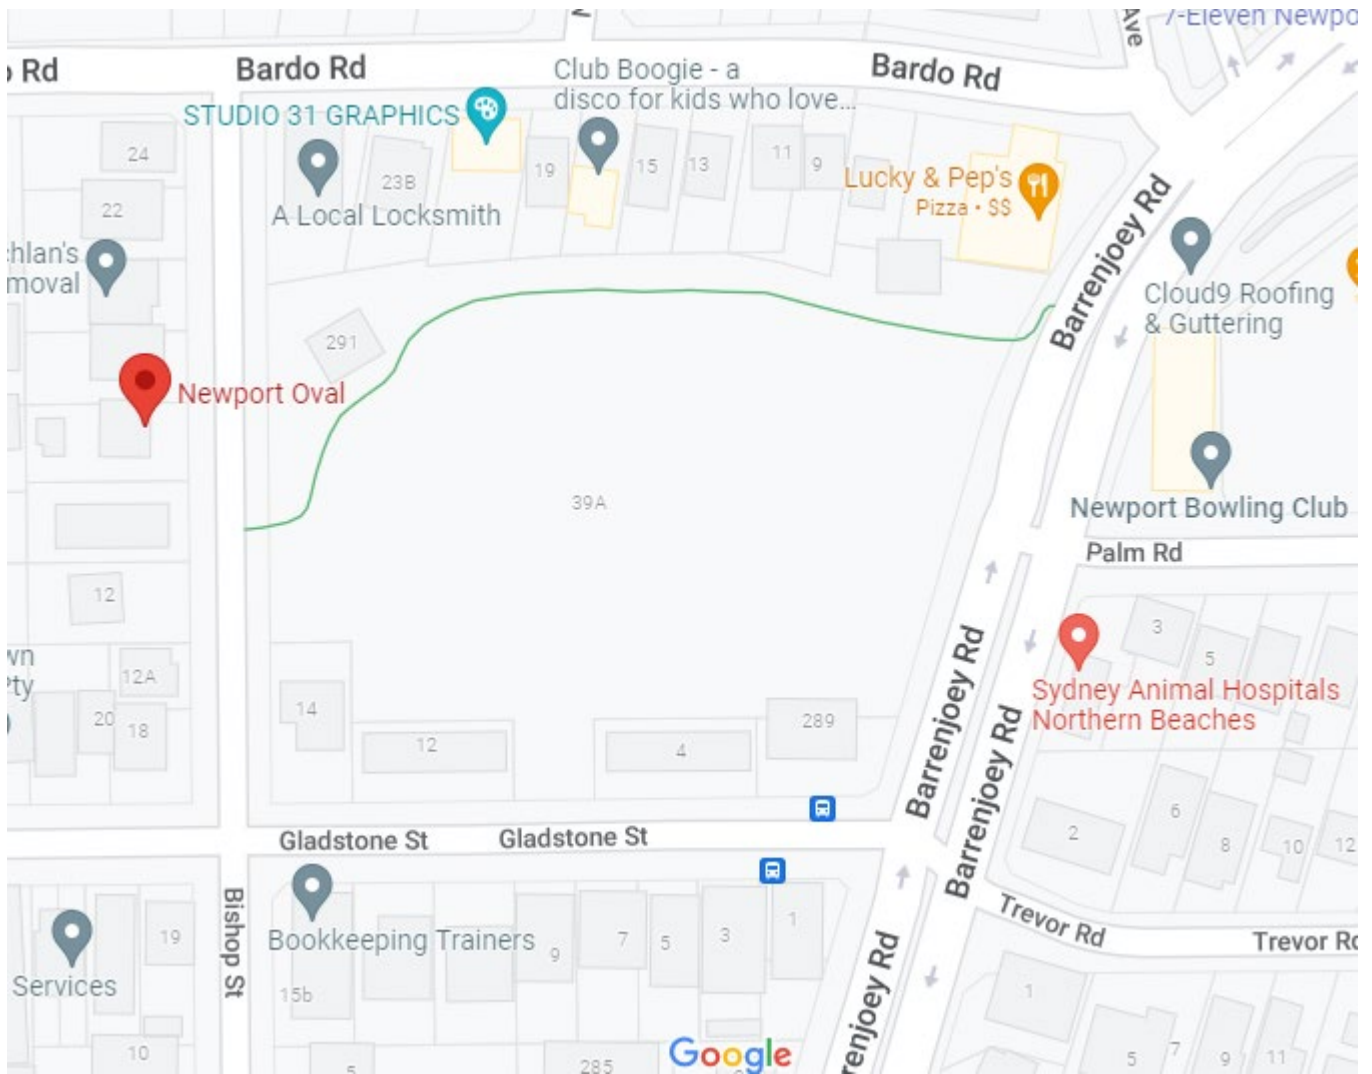 7-Eleven Newpo
Ave
Rd
Bardo Rd
Club Boogie - a
disco for kids who love...
Bardo Rd
STUDIO 31 GRAPHICS
24
23B
19
15
13
11
9
Lucky & Pep's
Pizza • $$
22
A Local Locksmith
Barrenjoey Rd
chlan's
moval
Cloud9 Roofing
& Guttering
291
Newport Oval
39A
Newport Bowling Club
Palm Rd
12
3
5
wn
Pty
12A
Sydney Animal Hospitals
Northern Beaches
14
20
18
12
4
289
Barrenjoey Rd
Barrenjoey Rd
2
6
8
10
12
Gladstone St
Gladstone St
Bishop St
Trevor Rd
Trevor Rd
19
Bookkeeping Trainers
9
7
5
3
1
Services
15b
renjoey Rd
1
10
5
285
Google
5
7
9
11